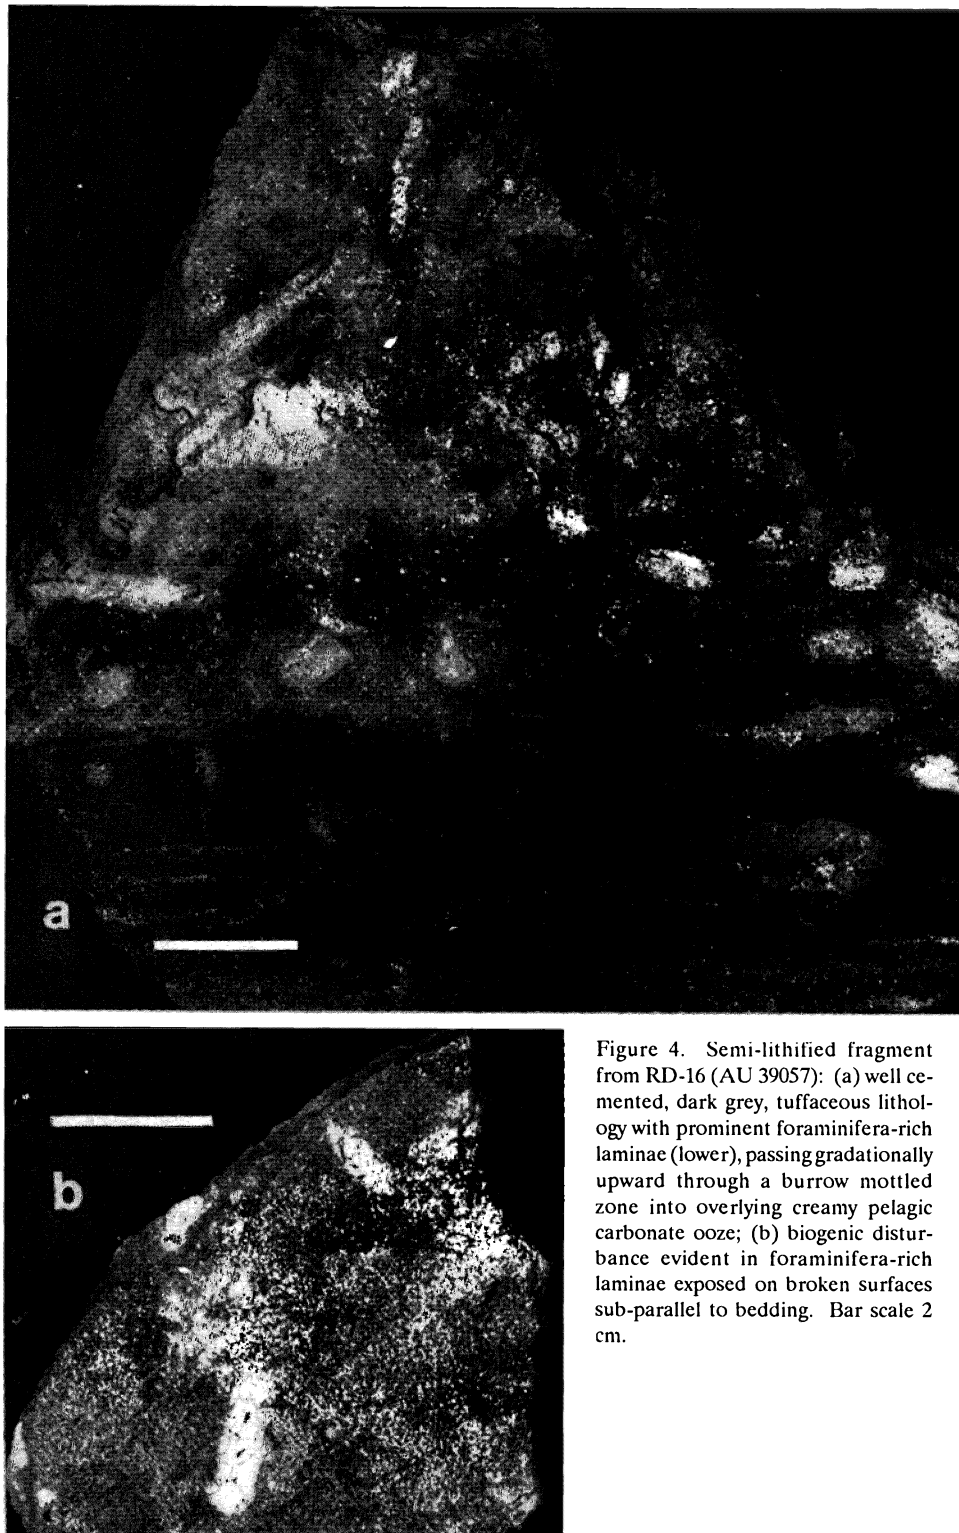 a
b
Figure 4. Semi-lithified fragment
from RD-16 (AU 39057): (a) well ce-
mented, dark grey, tuffaceous lithol-
ogy with prominent foraminifera-rich
laminae (lower), passing gradationally
upward through a burrow mottled
zone into overlying creamy pelagic
carbonate ooze; (b) biogenic distur-
bance evident in foraminifera-rich
laminae exposed on broken surfaces
sub-parallel to bedding. Bar scale 2
cm.